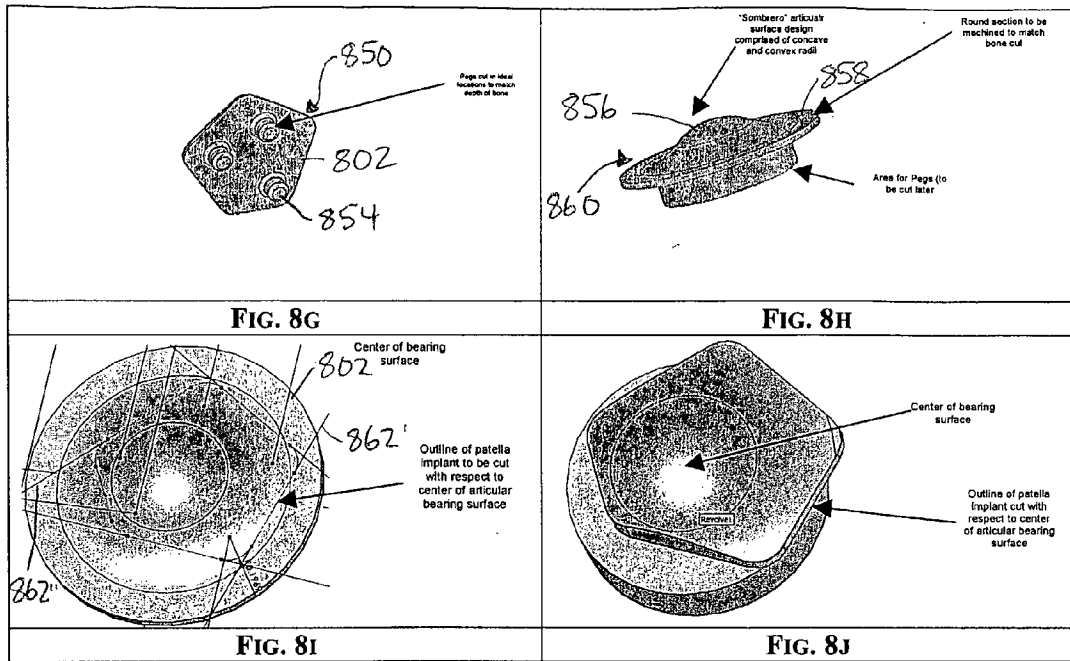 850
Pegs cut in ideal
locations to match
depth of bone
802
854
FIG. 8G
"Sombrero" articualr
surface design
comprised of concave
and convex radii
Round section to be
machined to match
bone cut
858
856
860
Area for Pegs (to
be cut later
FIG. 8H
Center of bearing
surface
802
862'
Outline of patella
implant to be cut
with respect to
center of articular
bearing surface
862"
FIG. 8I
Center of bearing
surface
Outline of patella
implant cut with
respect to center
of articular bearing
surface
FIG. 8J